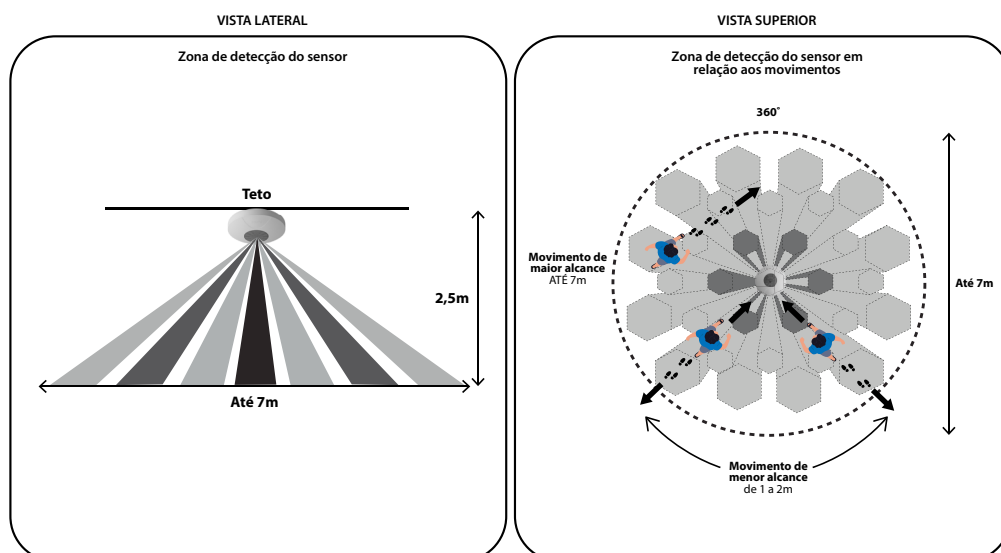 VISTA LATERAL
Zona de detecção do sensor
Teto
2,5m
Até 7m
VISTA SUPERIOR
Zona de detecção do sensor em
relação aos movimentos
360˚
Movimento de
maior alcance
ATÉ 7m
Até 7m
Movimento de
menor alcance
de 1 a 2m